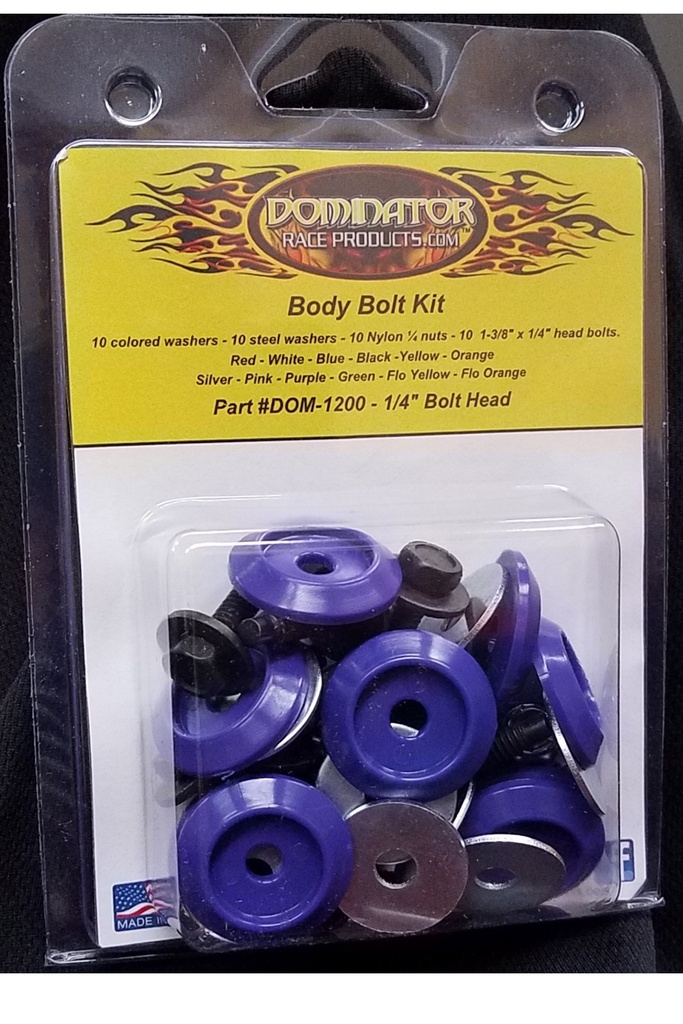 DOMINATOR™
RACE PRODUCTS.COM
Body Bolt Kit
10 colored washers - 10 steel washers - 10 Nylon ¼ nuts - 10 1-3/8" x 1/4" head bolts.
Red - White - Blue - Black -Yellow - Orange
Silver - Pink - Purple - Green - Flo Yellow - Flo Orange
Part #DOM-1200 - 1/4" Bolt Head
MADE
f